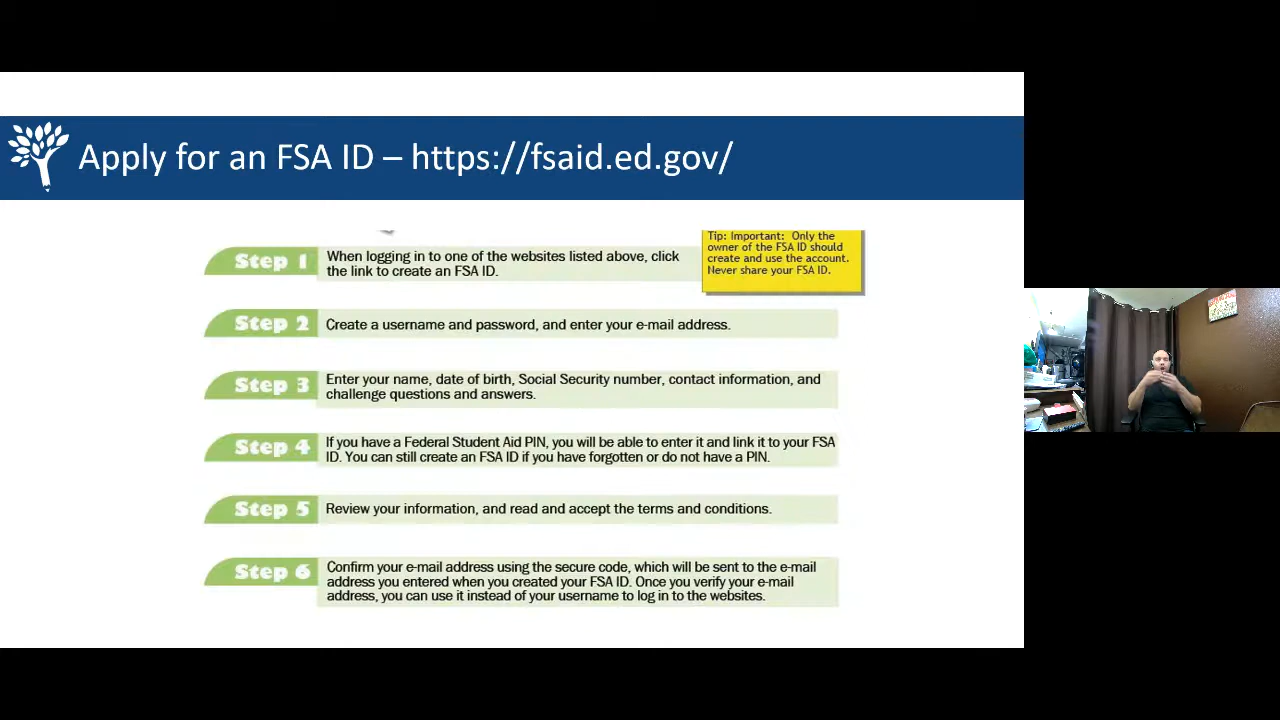 Apply for an FSA ID – https://fsaid.ed.gov/
Tip: Important: Only the
owner of the FSA ID should
create and use the account.
Never share your FSA ID.
Step 1
When logging in to one of the websites listed above, click
the link to create an FSA ID.
Step 2
Create a username and password, and enter your e-mail address.
Step 3
Enter your name, date of birth, Social Security number, contact information, and
challenge questions and answers.
Step 4
If you have a Federal Student Aid PIN, you will be able to enter it and link it to your FSA
ID. You can still create an FSA ID if you have forgotten or do not have a PIN.
Step 5
Review your information, and read and accept the terms and conditions.
Step 6
Confirm your e-mail address using the secure code, which will be sent to the e-mail
address you entered when you created your FSA ID. Once you verify your e-mail
address, you can use it instead of your username to log in to the websites.